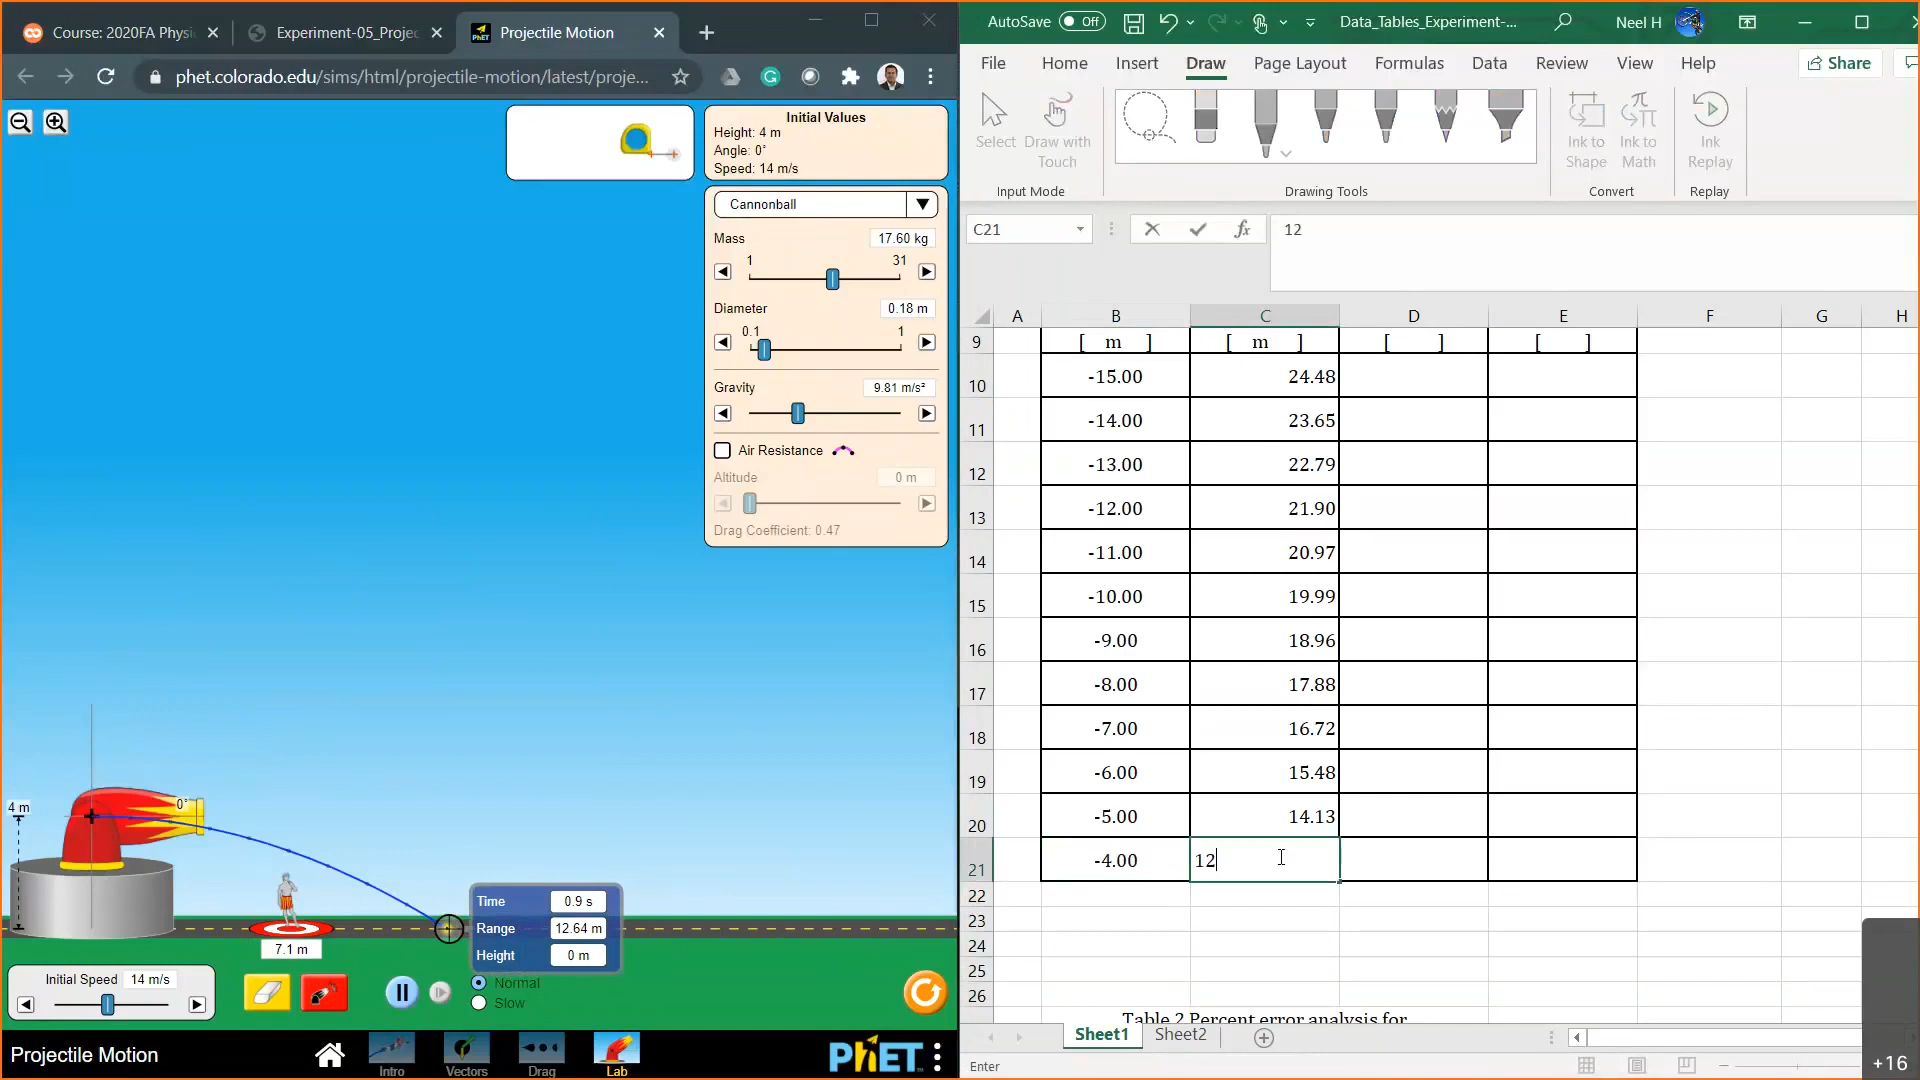 Course: 2020FA Physi
Experiment-05_Projec
Projectile Motion
phet.colorado.edu/sims/html/projectile-motion/latest/proje...
Initial Values
Height: 4 m
Angle: 0°
Speed: 14 m/s
Cannonball
Mass 17.60 kg
1 31
Diameter 0.18 m
0.1 1
Gravity 9.81 m/s²
Air Resistance
Altitude 0 m
Drag Coefficient: 0.47
4 m
0°
7.1 m
Time 0.9 s
Range 12.64 m
Height 0 m
Initial Speed 14 m/s
Normal
Slow
Projectile Motion
Intro
Vectors
Drag
Lab
PhET
AutoSave Off
Data_Tables_Experiment-...
Neel H
File Home Insert Draw Page Layout Formulas Data Review View Help Share
Select
Draw with Touch
Ink to Shape
Ink to Math
Ink Replay
Input Mode
Drawing Tools
Convert
Replay
C21 fx 12
A B C D E F G H
9 [ m ] [ m ] [ ] [ ]
10 -15.00 24.48
11 -14.00 23.65
12 -13.00 22.79
13 -12.00 21.90
14 -11.00 20.97
15 -10.00 19.99
16 -9.00 18.96
17 -8.00 17.88
18 -7.00 16.72
19 -6.00 15.48
20 -5.00 14.13
21 -4.00 12
22
23
24
25
26
Table 2 Percent error analysis for
Sheet1 Sheet2
Enter
+16